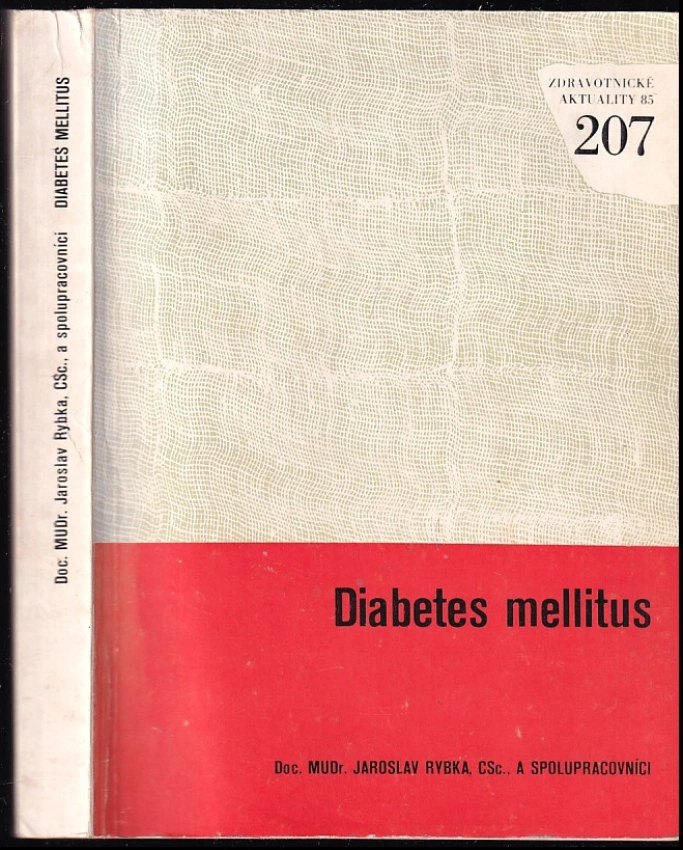 Doc. MUDr. Jaroslav Rybka, CSc., a spolupracovníci DIABETES MELLITUS
ZDRAVOTNICKÉ
AKTUALITY 85
207
Diabetes mellitus
Doc. MUDr. JAROSLAV RYBKA, CSc., A SPOLUPRACOVNÍCI